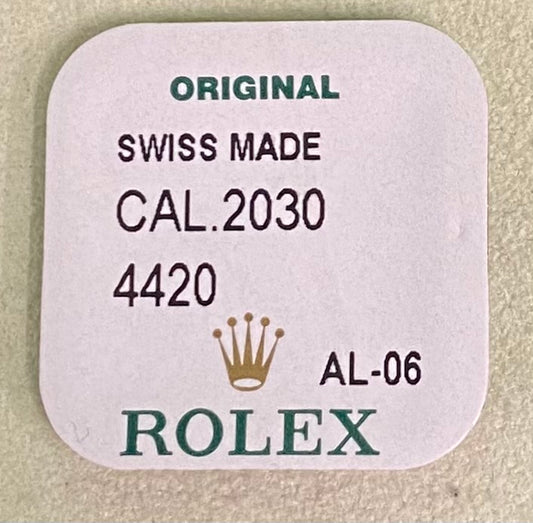 ORIGINAL
SWISS MADE
CAL.2030
4420
AL-06
ROLEX